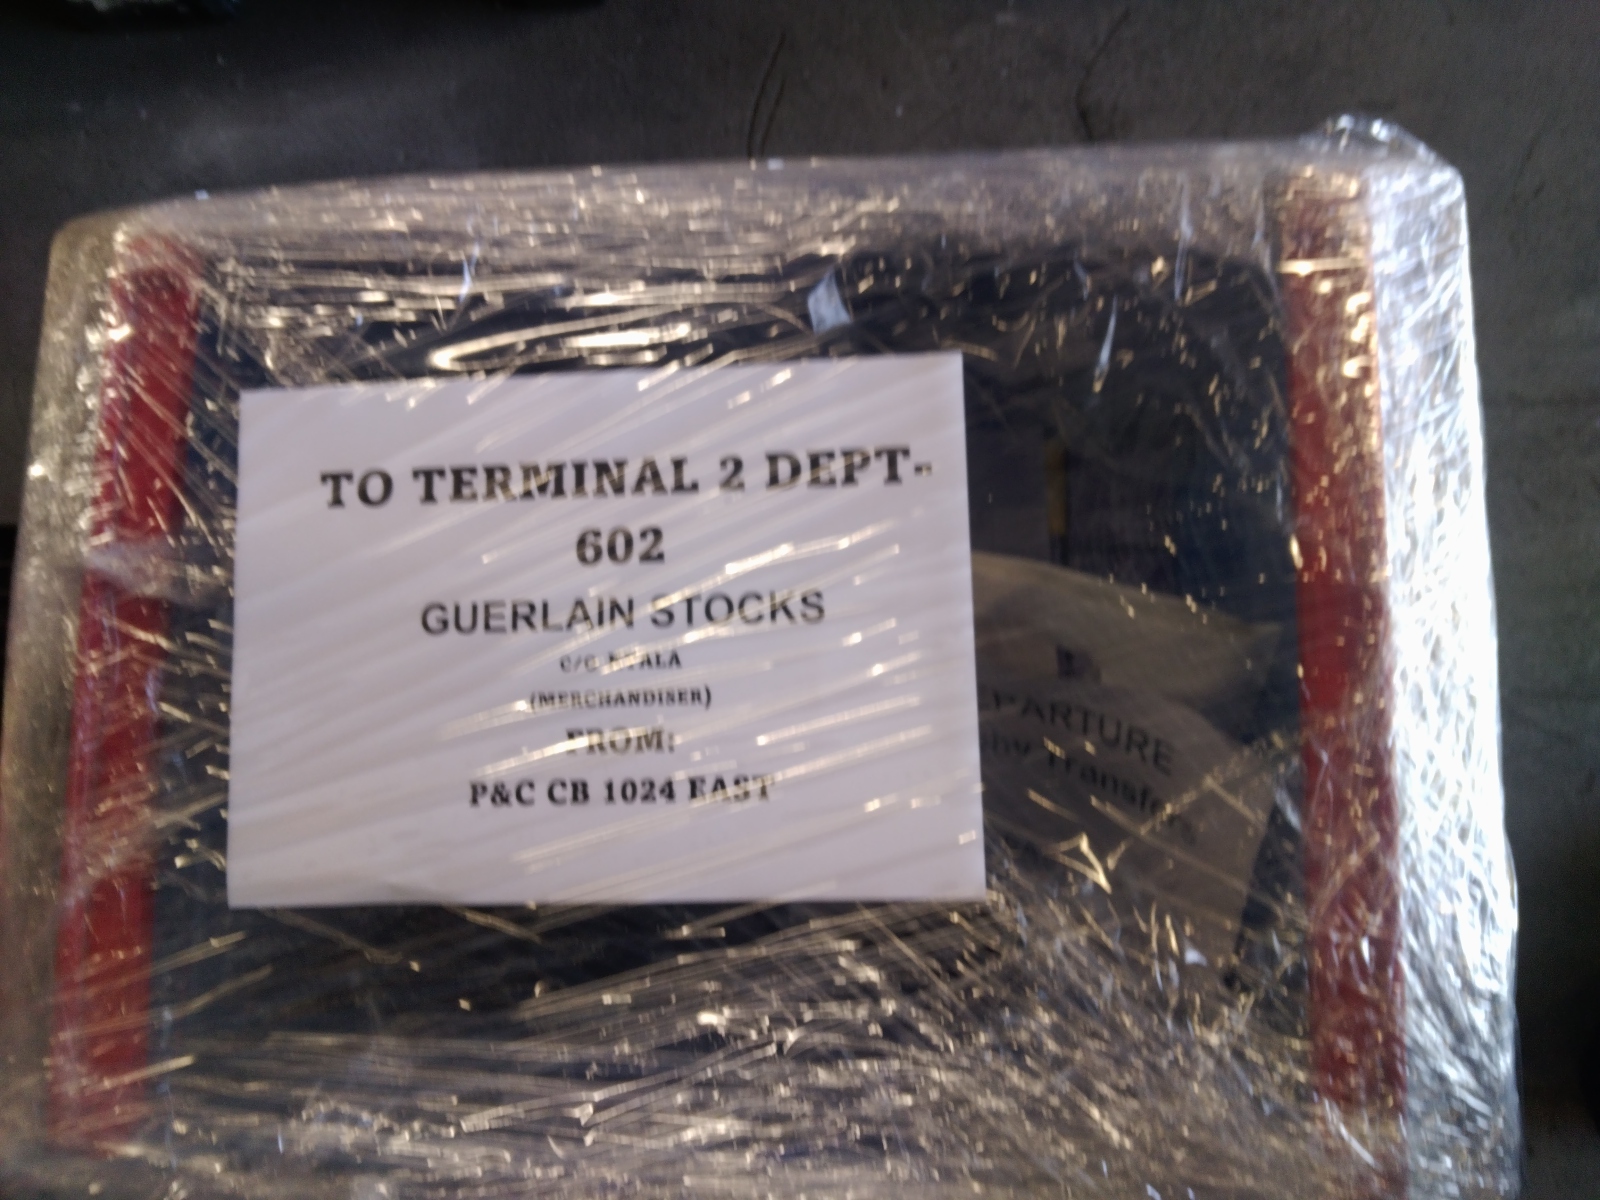 TO TERMINAL 2 DEPT-
602
GUERLAIN STOCKS
C/O
(MERCHANDISER)
FROM:
P&C CB 1024 EAST
EPARTURE